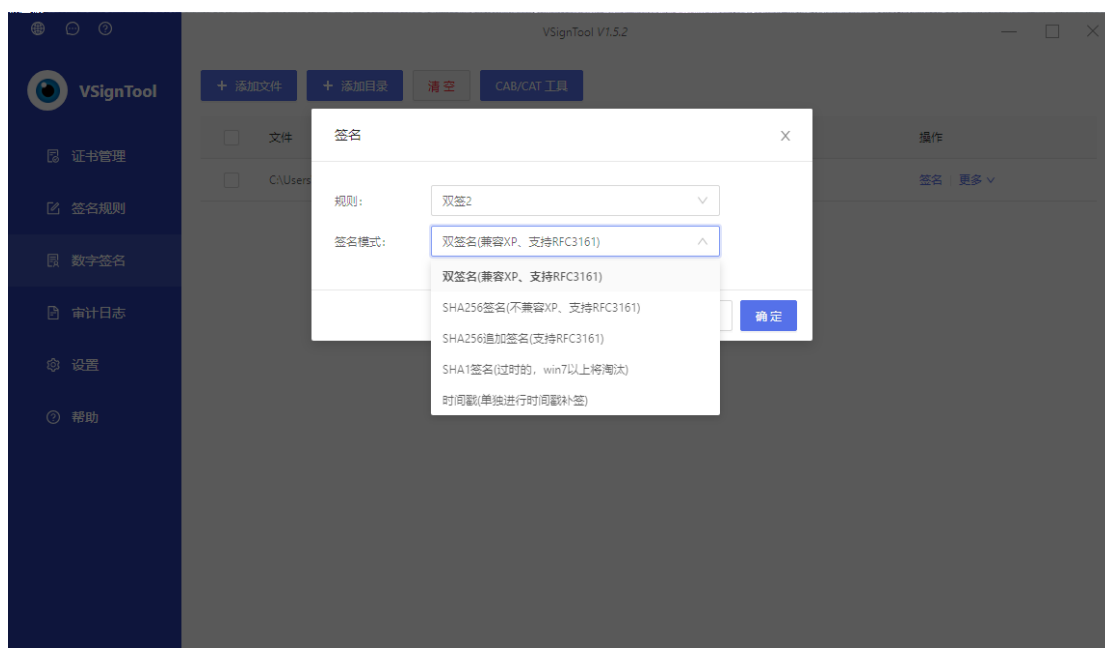 VSignTool V1.5.2
VSignTool
证书管理
签名规则
数字签名
审计日志
设置
帮助
+ 添加文件
+ 添加目录
清 空
CAB/CAT 工具
文件
操作
C:\Users
签名
更多
签名
规则：
双签2
签名模式：
双签名(兼容XP、支持RFC3161)
双签名(兼容XP、支持RFC3161)
SHA256签名(不兼容XP、支持RFC3161)
SHA256追加签名(支持RFC3161)
SHA1签名(过时的，win7以上将淘汰)
时间戳(单独进行时间戳补签)
确 定